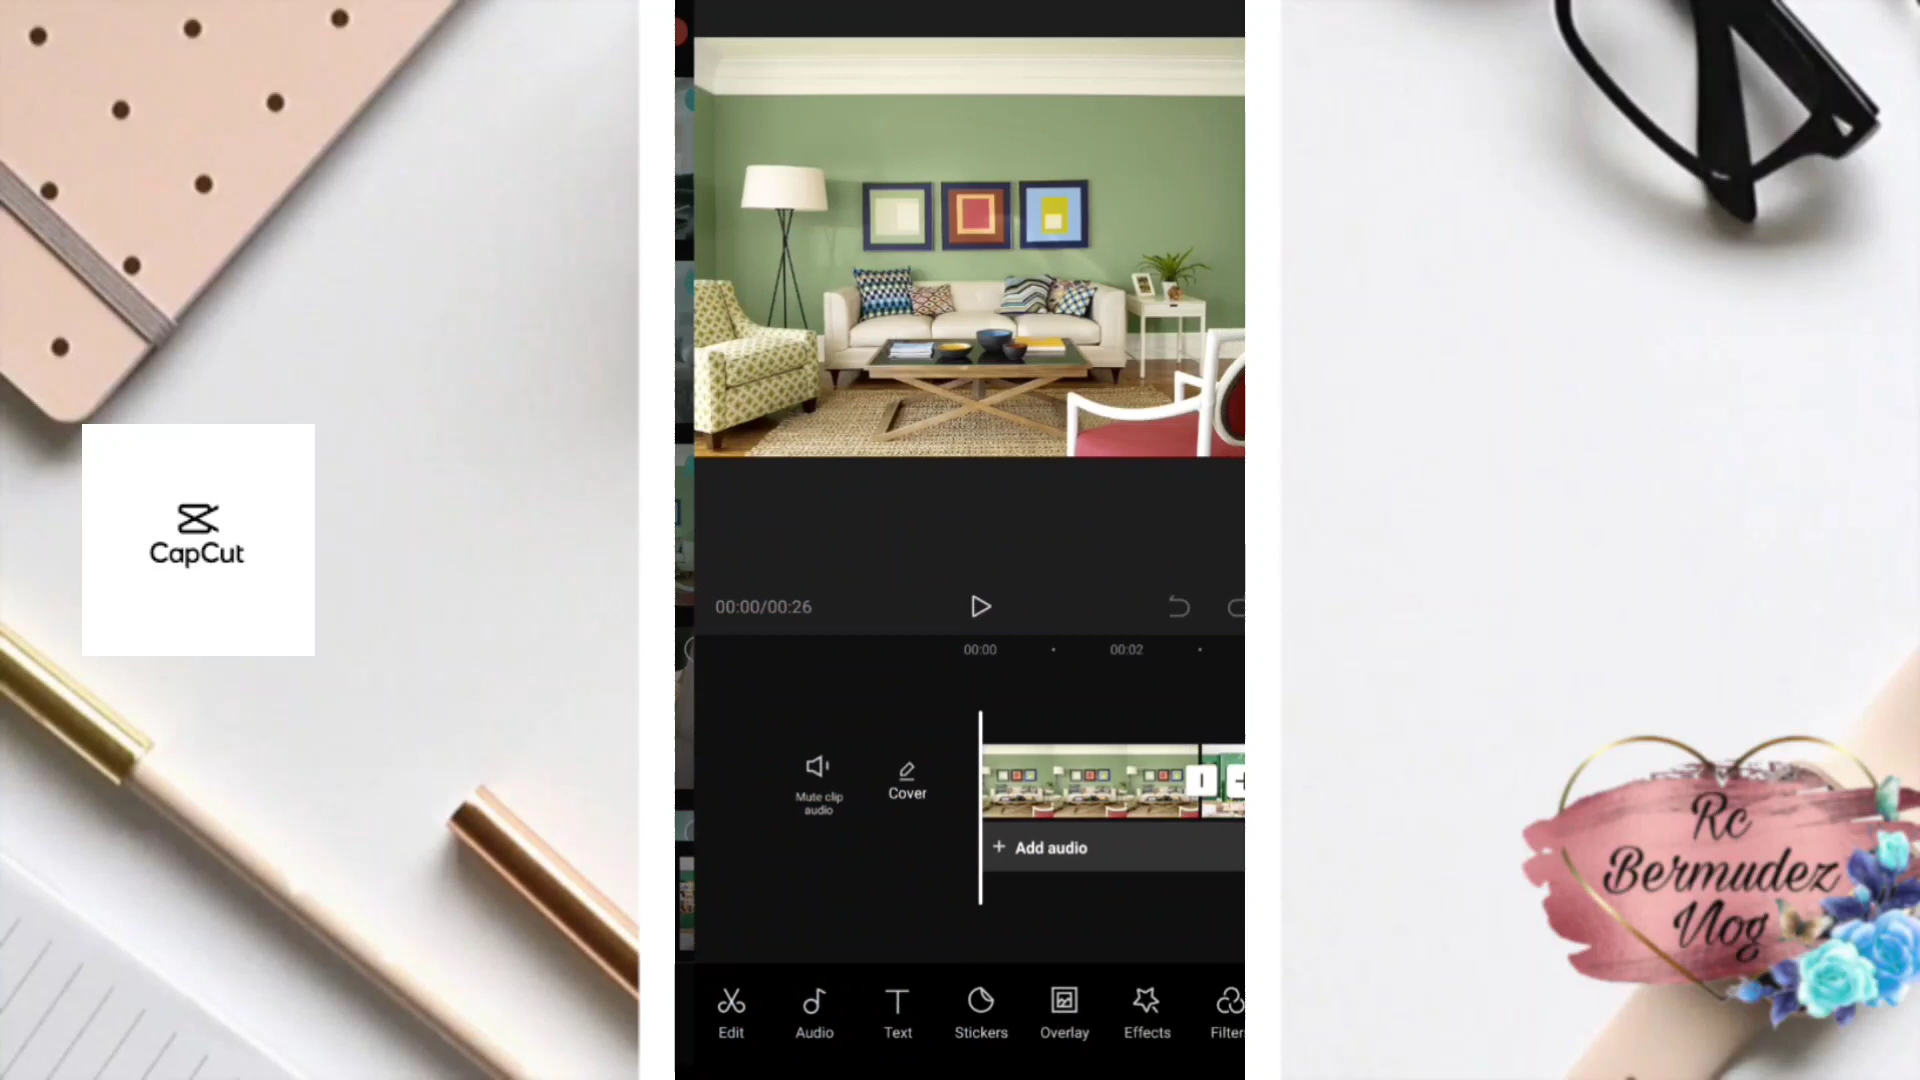 CapCut
00:00/00:26
00:00
00:02
Mute clip
audio
Cover
+ Add audio
Edit
Audio
Text
Stickers
Overlay
Effects
Filter
Rc
Bermudez
Vlog